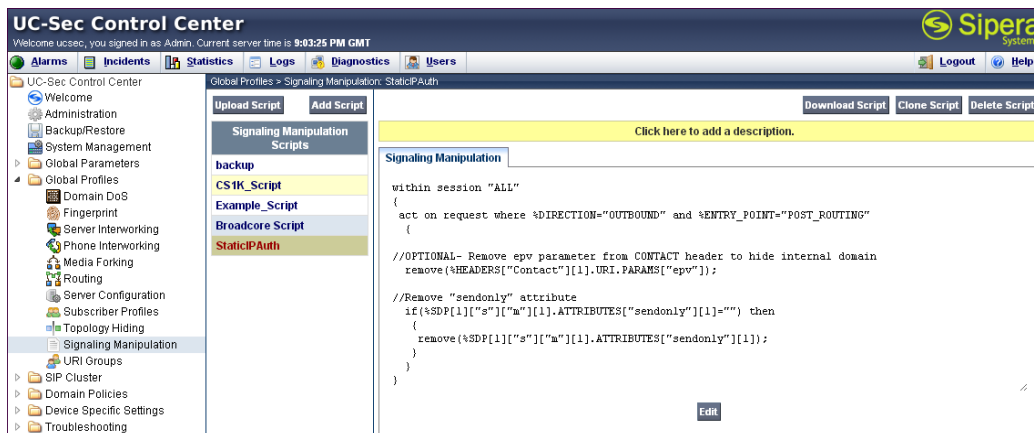 UC-Sec Control Center
Sipera
Systems
Welcome ucsec, you signed in as Admin. Current server time is 9:03:25 PM GMT
Alarms Incidents Statistics Logs Diagnostics Users Logout Help
UC-Sec Control Center
Welcome
Administration
Backup/Restore
System Management
Global Parameters
Global Profiles
Domain DoS
Fingerprint
Server Interworking
Phone Interworking
Media Forking
Routing
Server Configuration
Subscriber Profiles
Topology Hiding
Signaling Manipulation
URI Groups
SIP Cluster
Domain Policies
Device Specific Settings
Troubleshooting
Global Profiles > Signaling Manipulation: StaticIPAuth
Upload Script Add Script
Download Script Clone Script Delete Script
Signaling Manipulation
Scripts
backup
CS1K_Script
Example_Script
Broadcore Script
StaticIPAuth
Click here to add a description.
Signaling Manipulation
within session "ALL"
{
act on request where %DIRECTION="OUTBOUND" and %ENTRY_POINT="POST_ROUTING"
{
//OPTIONAL- Remove epv parameter from CONTACT header to hide internal domain
remove(%HEADERS["Contact"][1].URI.PARAMS["epv"]);
//Remove "sendonly" attribute
if(%SDP[1]["s"]["m"][1].ATTRIBUTES["sendonly"][1]="") then
{
remove(%SDP[1]["s"]["m"][1].ATTRIBUTES["sendonly"][1]);
}
}
}
Edit